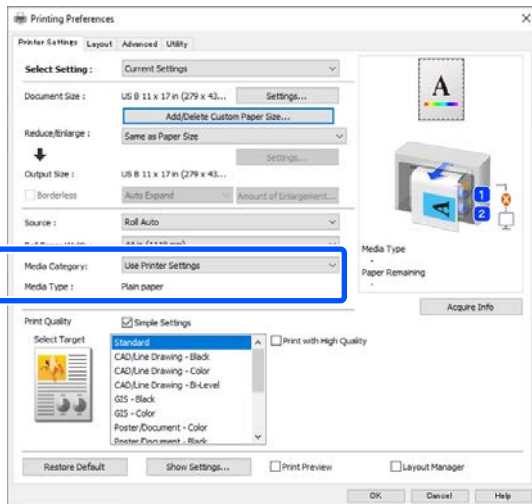 Printing Preferences
Printer Settings Layout Advanced Utility
Select Setting : Current Settings
Document Size : US B 11 x 17 in (279 x 43... Settings...
Add/Delete Custom Paper Size...
Reduce/Enlarge : Same as Paper Size
Settings...
Output Size : US B 11 x 17 in (279 x 43...
Borderless Auto Expand Amount of Enlargement...
Source : Roll Auto
Media Category: Use Printer Settings
Media Type : Plain paper
Print Quality Simple Settings
Select Target
Standard
CAD/Line Drawing - Black
CAD/Line Drawing - Color
CAD/Line Drawing - Bi-Level
GIS - Black
GIS - Color
Poster/Document - Color
Poster/Document - Black
Print with High Quality
A
A
1
2
Media Type
-
Paper Remaining
-
Acquire Info
Restore Default Show Settings... Print Preview Layout Manager
OK Cancel Help